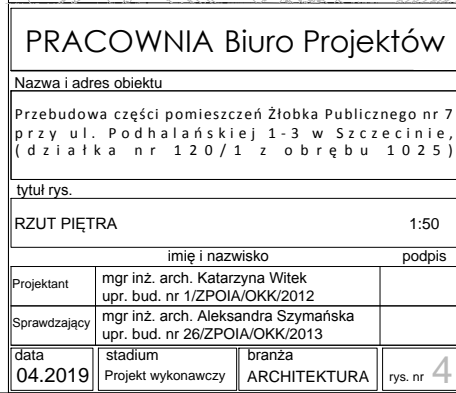 PRACOWNIA Biuro Projektów
Nazwa i adres obiektu
Przebudowa części pomieszczeń Żłobka Publicznego nr 7
przy ul. Podhalańskiej 1-3 w Szczecinie,
(działka nr 120/1 z obrębu 1025)
tytuł rys.
RZUT PIĘTRA 1:50
imię i nazwisko podpis
Projektant
mgr inż. arch. Katarzyna Witek
upr. bud. nr 1/ZPOIA/OKK/2012
Sprawdzający
mgr inż. arch. Aleksandra Szymańska
upr. bud. nr 26/ZPOIA/OKK/2013
data stadium branża
04.2019 Projekt wykonawczy ARCHITEKTURA rys. nr 4